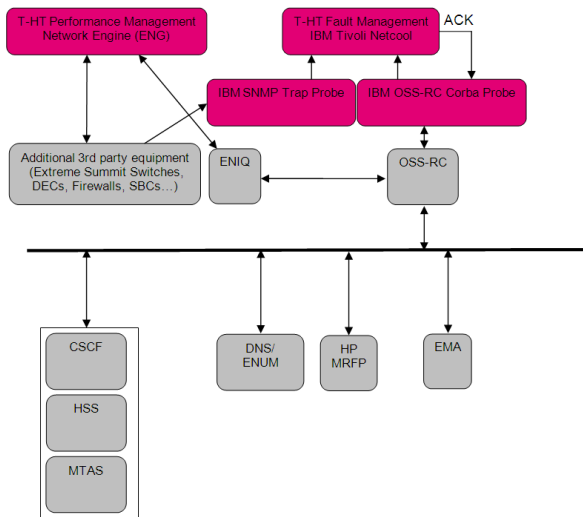 T-HT Performance Management
Network Engine (ENG)
T-HT Fault Management
IBM Tivoli Netcool
ACK
IBM SNMP Trap Probe
IBM OSS-RC Corba Probe
Additional 3rd party equipment
(Extreme Summit Switches,
DECs, Firewalls, SBCs…)
ENIQ
OSS-RC
CSCF
HSS
MTAS
DNS/
ENUM
HP
MRFP
EMA